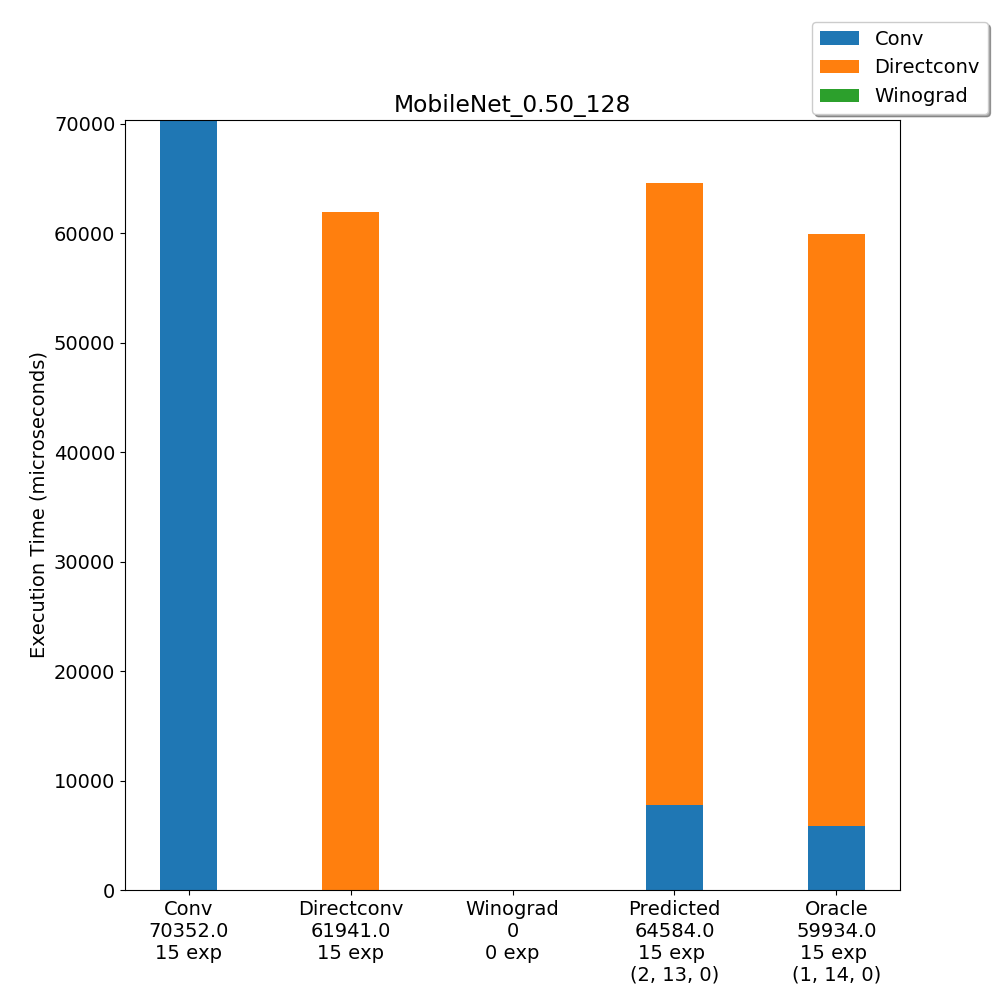 Conv
Directconv
Winograd
MobileNet_0.50_128
Execution Time (microseconds)
70000
60000
50000
40000
30000
20000
10000
0
Conv Directconv Winograd Predicted Oracle
70352.0 61941.0 0 64584.0 59934.0
15 exp 15 exp 0 exp 15 exp 15 exp
(2, 13, 0) (1, 14, 0)